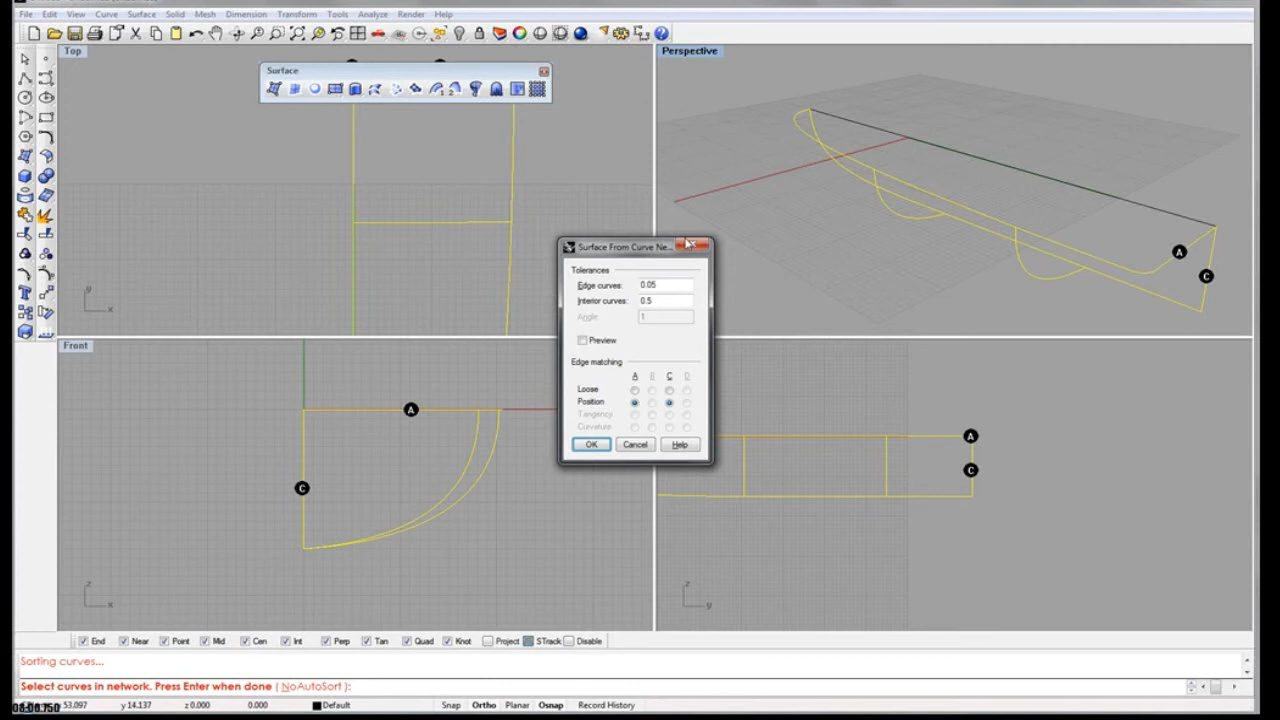 File Edit View Curve Surface Solid Mesh Dimension Transform Tools Analyze Render Help
Top
Surface
Perspective
A
C
y
x
Surface From Curve Ne...
Tolerances
Edge curves: 0.05
Interior curves: 0.5
Angle: 1
Preview
Edge matching
A B C D
Loose
Position
Tangency
Curvature
OK Cancel Help
Front
A
C
z
x
A
C
z
y
End Near Point Mid Cen Int Perp Tan Quad Knot Project STrack Disable
Sorting curves...
Select curves in network. Press Enter when done ( NoAutoSort ):
53.097 y 14.137 z 0.000 0.000 Default Snap Ortho Planar Osnap Record History